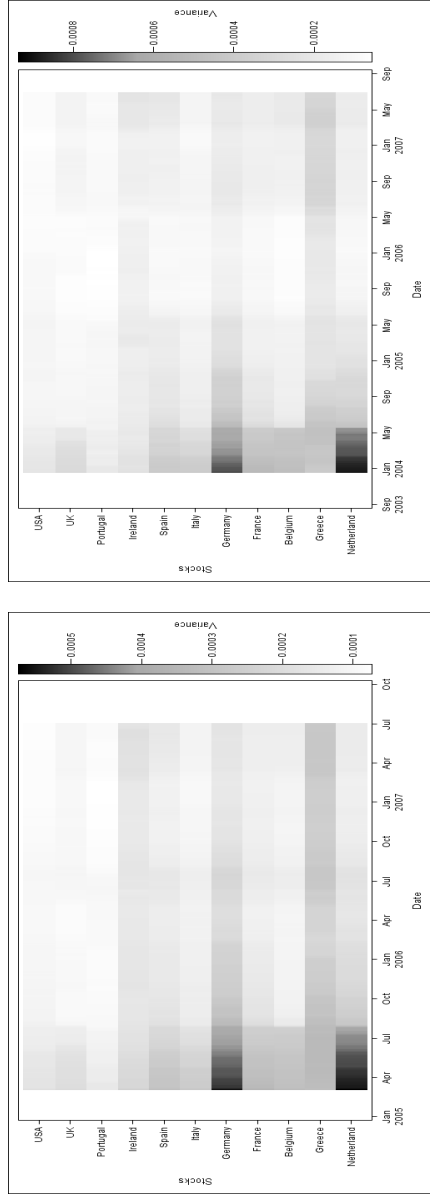 Stocks
USA
UK
Portugal
Ireland
Spain
Italy
Germany
France
Belgium
Greece
Netherland
Jan Apr Jul Oct Jan Apr Jul Oct Jan Apr Jul Oct
2005 2006 2007
Date
0.0001 0.0002 0.0003 0.0004 0.0005
Variance
Stocks
USA
UK
Portugal
Ireland
Spain
Italy
Germany
France
Belgium
Greece
Netherland
Sep Jan May Sep Jan May Sep Jan May Sep Jan May Sep
2003 2004 2005 2006 2007
Date
0.0002 0.0004 0.0006 0.0008
Variance